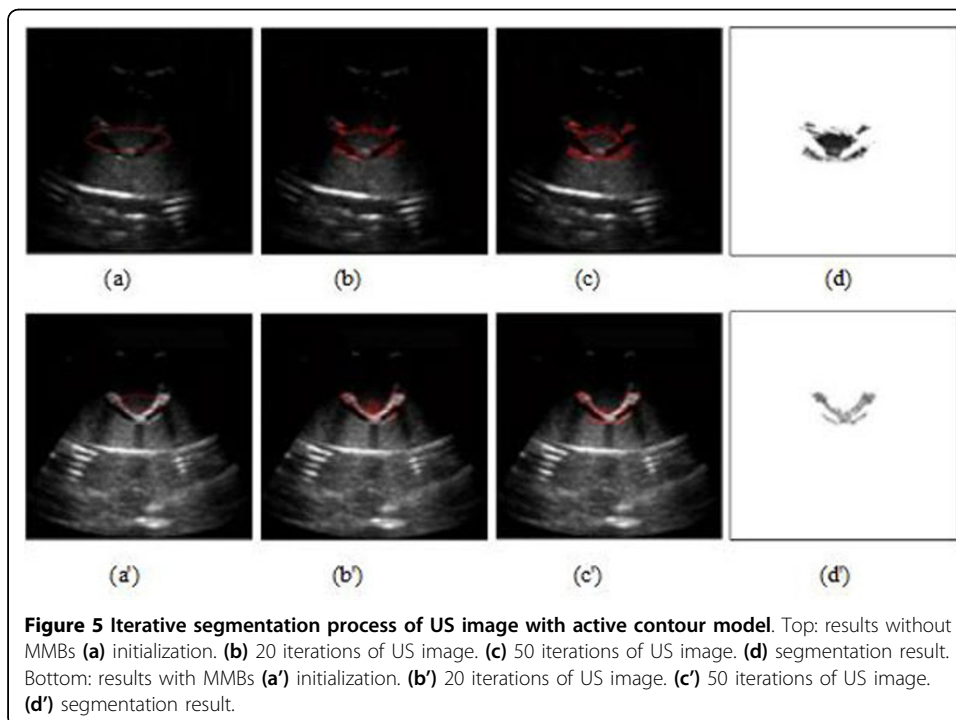 (a)
(b)
(c)
(d)
(a')
(b')
(c')
(d')
Figure 5 Iterative segmentation process of US image with active contour model. Top: results without
MMBs (a) initialization. (b) 20 iterations of US image. (c) 50 iterations of US image. (d) segmentation result.
Bottom: results with MMBs (a’) initialization. (b’) 20 iterations of US image. (c’) 50 iterations of US image.
(d’) segmentation result.